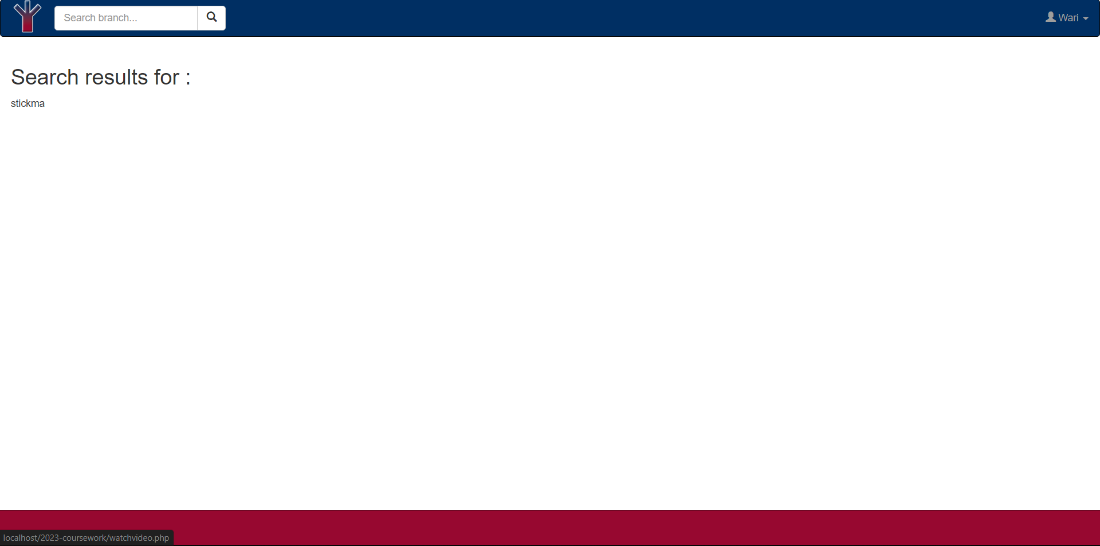 Search branch...
Wari
Search results for :
stickma
localhost/2023-coursework/watchvideo.php